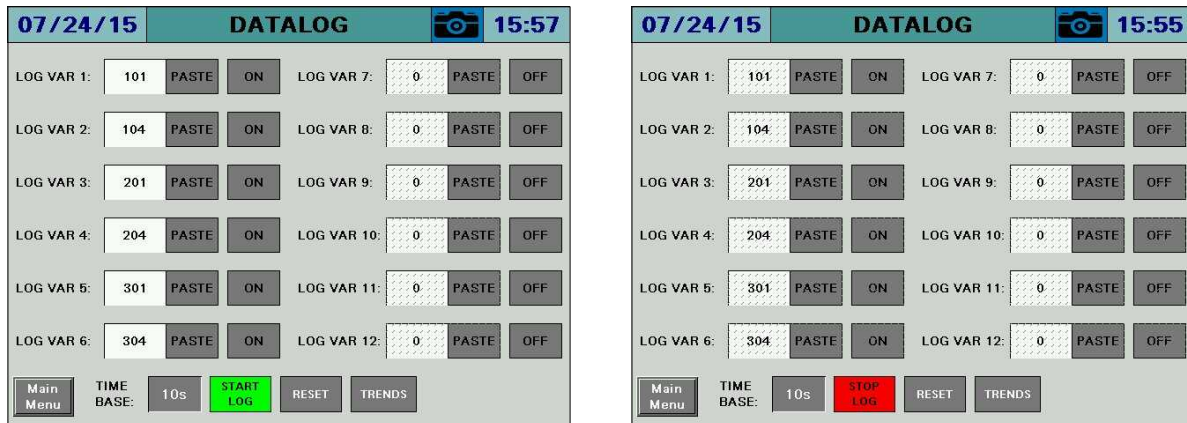 07/24/15 DATALOG 15:57
LOG VAR 1: 101 PASTE ON LOG VAR 7: 0 PASTE OFF
LOG VAR 2: 104 PASTE ON LOG VAR 8: 0 PASTE OFF
LOG VAR 3: 201 PASTE ON LOG VAR 9: 0 PASTE OFF
LOG VAR 4: 204 PASTE ON LOG VAR 10: 0 PASTE OFF
LOG VAR 5: 301 PASTE ON LOG VAR 11: 0 PASTE OFF
LOG VAR 6: 304 PASTE ON LOG VAR 12: 0 PASTE OFF
Main Menu TIME BASE: 10s START LOG RESET TRENDS
07/24/15 DATALOG 15:55
LOG VAR 1: 101 PASTE ON LOG VAR 7: 0 PASTE OFF
LOG VAR 2: 104 PASTE ON LOG VAR 8: 0 PASTE OFF
LOG VAR 3: 201 PASTE ON LOG VAR 9: 0 PASTE OFF
LOG VAR 4: 204 PASTE ON LOG VAR 10: 0 PASTE OFF
LOG VAR 5: 301 PASTE ON LOG VAR 11: 0 PASTE OFF
LOG VAR 6: 304 PASTE ON LOG VAR 12: 0 PASTE OFF
Main Menu TIME BASE: 10s STOP LOG RESET TRENDS